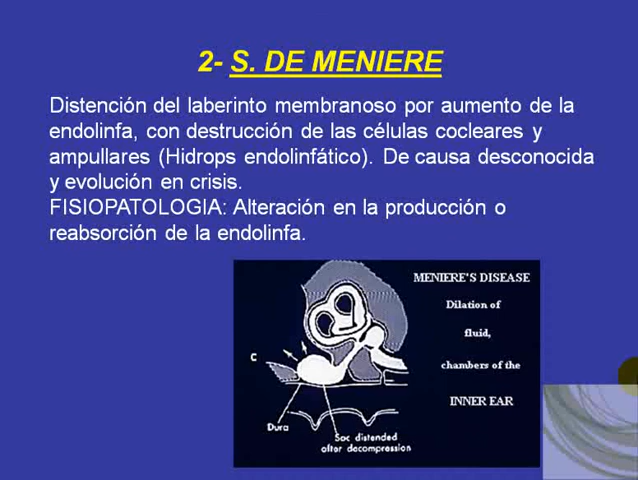 2- S. DE MENIERE
Distención del laberinto membranoso por aumento de la
endolinfa, con destrucción de las células cocleares y
ampullares (Hidrops endolinfático). De causa desconocida
y evolución en crisis.
FISIOPATOLOGIA: Alteración en la producción o
reabsorción de la endolinfa.
MENIERE'S DISEASE
Dilation of
fluid,
chambers of the
INNER EAR
C
Dura
Sac distended
after decompression